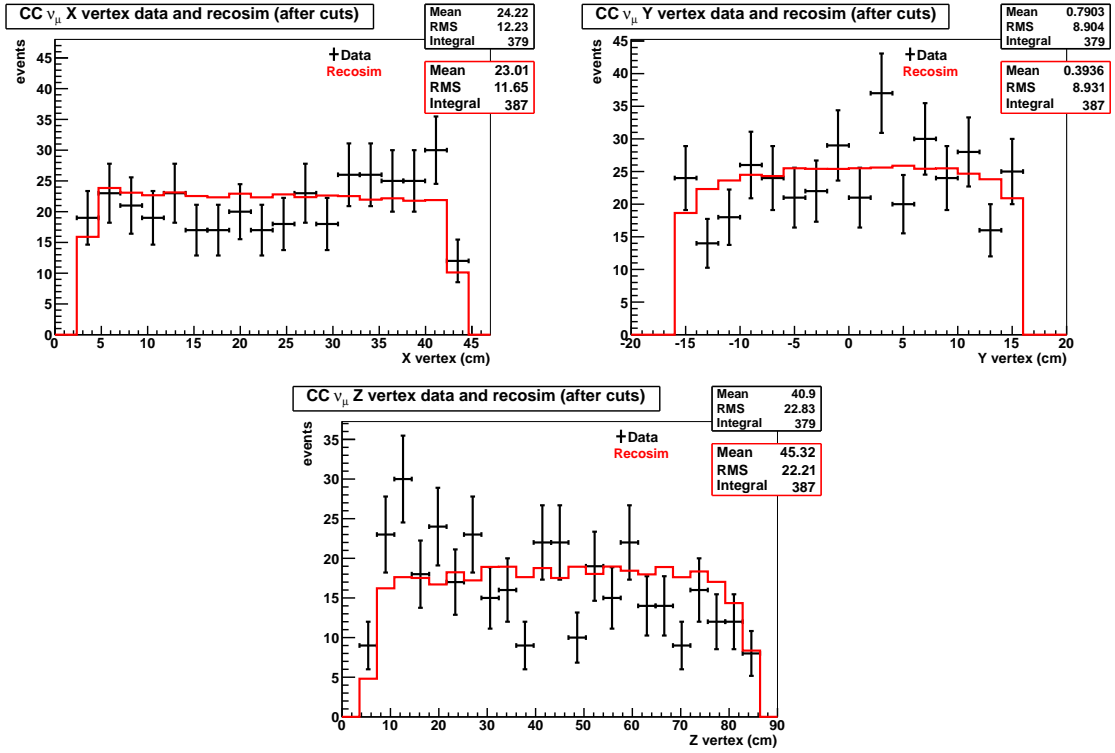 CC νμ X vertex data and recosim (after cuts)
Mean 24.22
RMS 12.23
Integral 379
Mean 23.01
RMS 11.65
Integral 387
Data
Recosim
events
45
40
35
30
25
20
15
10
5
0
0 5 10 15 20 25 30 35 40 45
X vertex (cm)
CC νμ Y vertex data and recosim (after cuts)
Mean 0.7903
RMS 8.904
Integral 379
Mean 0.3936
RMS 8.931
Integral 387
Data
Recosim
events
45
40
35
30
25
20
15
10
5
0
-20 -15 -10 -5 0 5 10 15 20
Y vertex (cm)
CC νμ Z vertex data and recosim (after cuts)
Mean 40.9
RMS 22.83
Integral 379
Mean 45.32
RMS 22.21
Integral 387
Data
Recosim
events
35
30
25
20
15
10
5
0
0 10 20 30 40 50 60 70 80 90
Z vertex (cm)